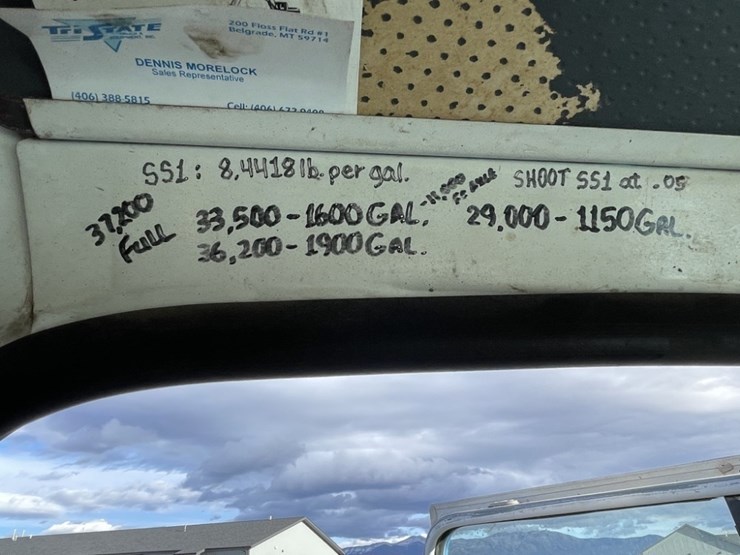 TRI STATE
200 Floss Flat Rd #1
Belgrade, MT 59714
DENNIS MORELOCK
Sales Representative
(406) 388-5815
Cell: (406)
SS1: 8,4418 lb. per gal.
SHOOT SS1 at .05
37,200
full
33,500 - 1600 GAL.
29,000 - 1150 GAL.
36,200 - 1900 GAL.